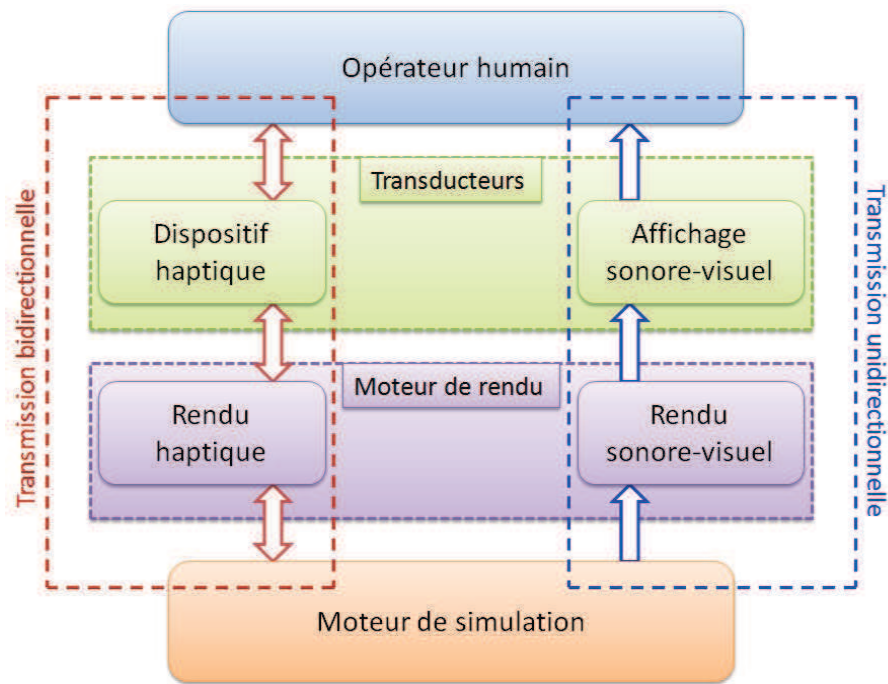 Opérateur humain
Transmission bidirectionnelle
Transmission unidirectionnelle
Transducteurs
Dispositif
haptique
Affichage
sonore-visuel
Moteur de rendu
Rendu
haptique
Rendu
sonore-visuel
Moteur de simulation